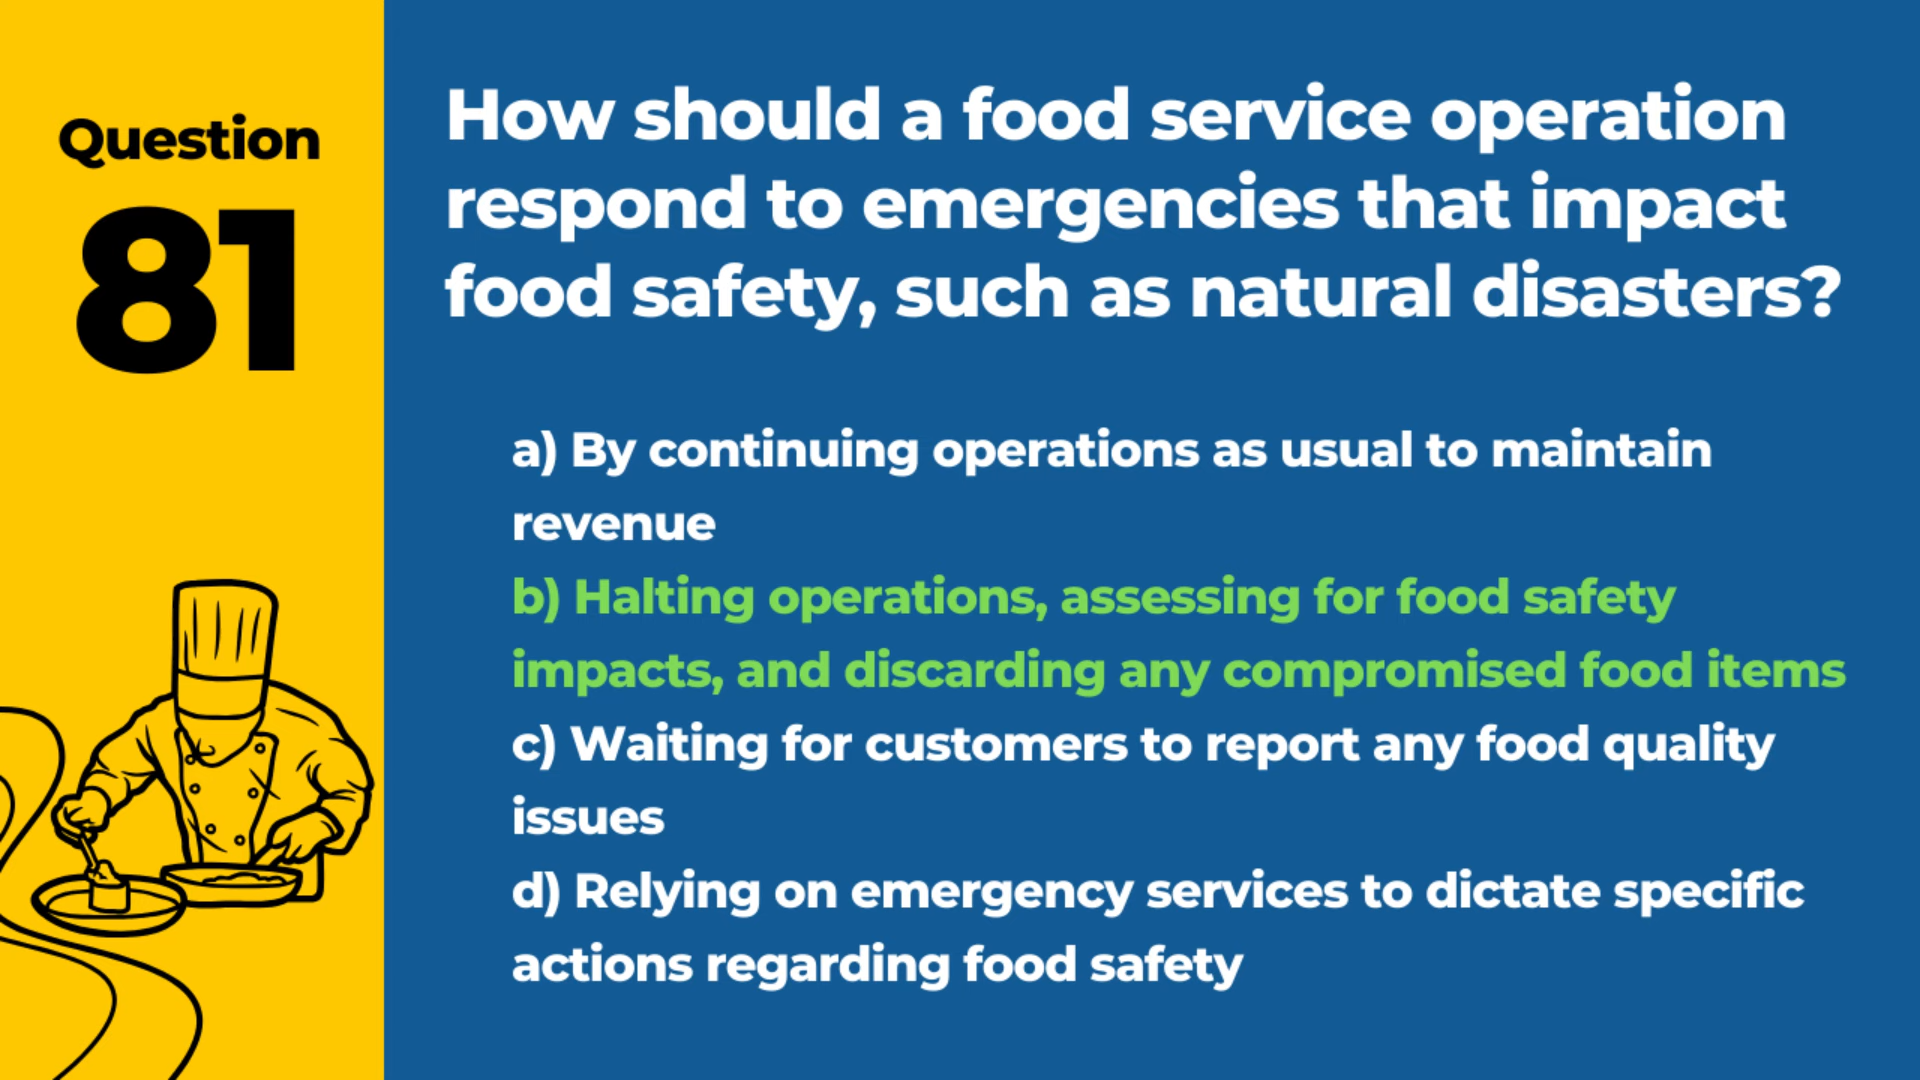 Question
81
How should a food service operation
respond to emergencies that impact
food safety, such as natural disasters?
a) By continuing operations as usual to maintain
revenue
b) Halting operations, assessing for food safety
impacts, and discarding any compromised food items
c) Waiting for customers to report any food quality
issues
d) Relying on emergency services to dictate specific
actions regarding food safety